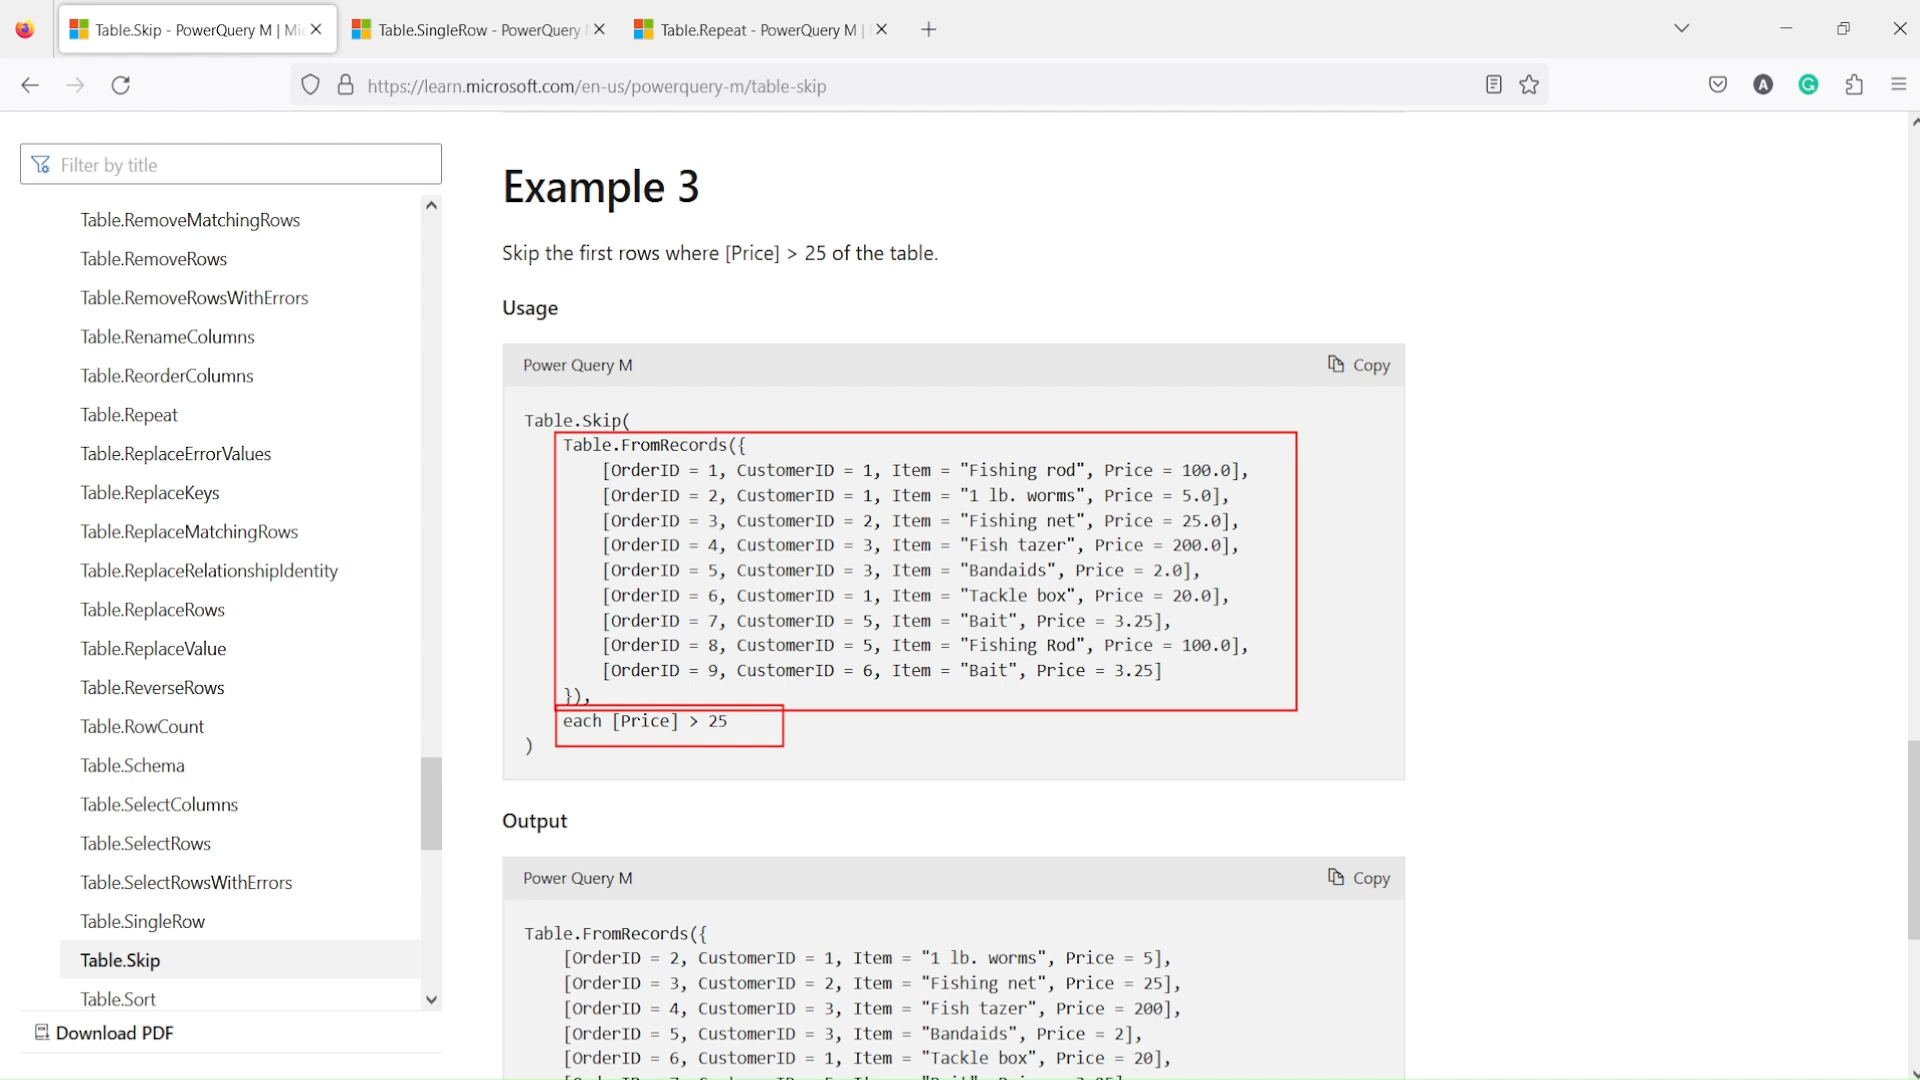 Table.Skip - PowerQuery M | Mic
Table.SingleRow - PowerQuery
Table.Repeat - PowerQuery M |
https://learn.microsoft.com/en-us/powerquery-m/table-skip
A
G
Filter by title
Table.RemoveMatchingRows
Table.RemoveRows
Table.RemoveRowsWithErrors
Table.RenameColumns
Table.ReorderColumns
Table.Repeat
Table.ReplaceErrorValues
Table.ReplaceKeys
Table.ReplaceMatchingRows
Table.ReplaceRelationshipIdentity
Table.ReplaceRows
Table.ReplaceValue
Table.ReverseRows
Table.RowCount
Table.Schema
Table.SelectColumns
Table.SelectRows
Table.SelectRowsWithErrors
Table.SingleRow
Table.Skip
Table.Sort
Download PDF
Example 3
Skip the first rows where [Price] > 25 of the table.
Usage
Power Query M
Copy
Table.Skip(
Table.FromRecords({
[OrderID = 1, CustomerID = 1, Item = "Fishing rod", Price = 100.0],
[OrderID = 2, CustomerID = 1, Item = "1 lb. worms", Price = 5.0],
[OrderID = 3, CustomerID = 2, Item = "Fishing net", Price = 25.0],
[OrderID = 4, CustomerID = 3, Item = "Fish tazer", Price = 200.0],
[OrderID = 5, CustomerID = 3, Item = "Bandaids", Price = 2.0],
[OrderID = 6, CustomerID = 1, Item = "Tackle box", Price = 20.0],
[OrderID = 7, CustomerID = 5, Item = "Bait", Price = 3.25],
[OrderID = 8, CustomerID = 5, Item = "Fishing Rod", Price = 100.0],
[OrderID = 9, CustomerID = 6, Item = "Bait", Price = 3.25]
}),
each [Price] > 25
)
Output
Power Query M
Copy
Table.FromRecords({
[OrderID = 2, CustomerID = 1, Item = "1 lb. worms", Price = 5],
[OrderID = 3, CustomerID = 2, Item = "Fishing net", Price = 25],
[OrderID = 4, CustomerID = 3, Item = "Fish tazer", Price = 200],
[OrderID = 5, CustomerID = 3, Item = "Bandaids", Price = 2],
[OrderID = 6, CustomerID = 1, Item = "Tackle box", Price = 20],